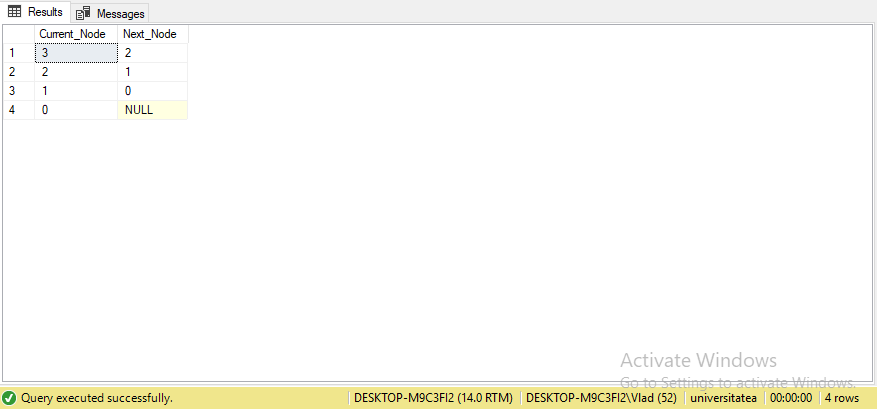 Results Messages
Current_Node Next_Node
1 3 2
2 2 1
3 1 0
4 0 NULL
Activate Windows
Go to Settings to activate Windows.
Query executed successfully. DESKTOP-M9C3FI2 (14.0 RTM) DESKTOP-M9C3FI2\Vlad (52) universitatea 00:00:00 4 rows